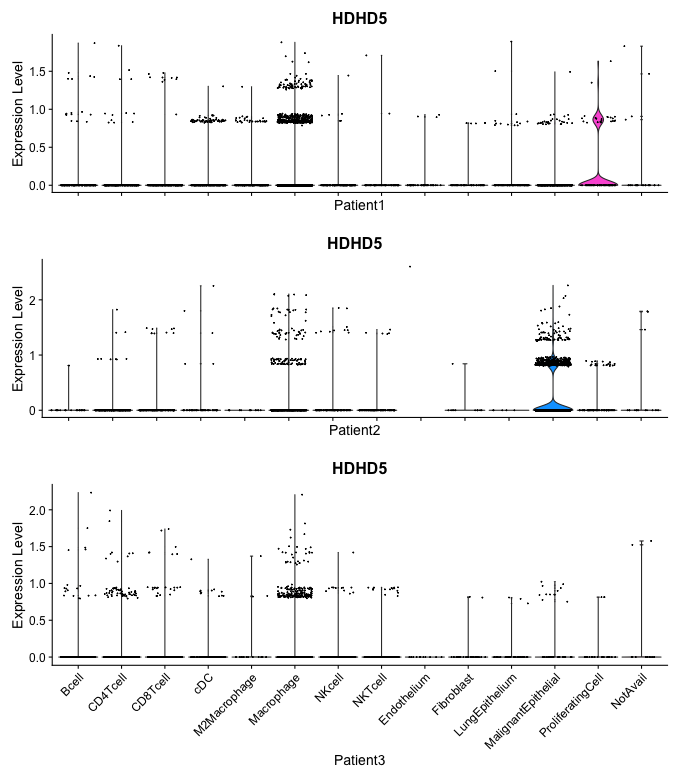 HDHD5
Expression Level
1.5
1.0
0.5
0.0
Patient1
HDHD5
Expression Level
2
1
0
Patient2
HDHD5
Expression Level
2.0
1.5
1.0
0.5
0.0
Bcell
CD4Tcell
CD8Tcell
cDC
M2Macrophage
Macrophage
NKcell
NKTcell
Endothelium
Fibroblast
LungEpithelium
MalignantEpithelial
ProliferatingCell
NotAvail
Patient3